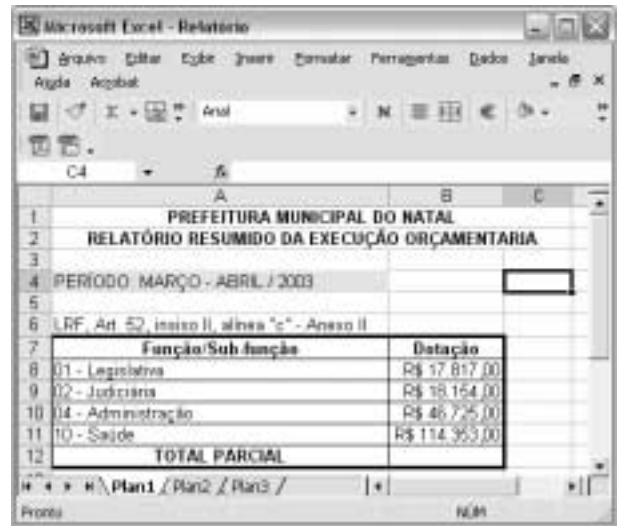 Microsoft Excel - Relatório
Arquivo Editar Exibir Inserir Formatar Ferramentas Dados Janela
Ajuda Acrobat
Arial N €
C4 fx
A B C
1 PREFEITURA MUNICIPAL DO NATAL
2 RELATÓRIO RESUMIDO DA EXECUÇÃO ORÇAMENTARIA
3
4 PERÍODO: MARÇO - ABRIL / 2003
5
6 LRF, Art. 52, inciso II, alínea "c" - Anexo II
7 Função/Sub-função Dotação
8 01 - Legislativa R$ 17.817,00
9 02 - Judiciária R$ 18.154,00
10 04 - Administração R$ 46.725,00
11 10 - Saúde R$ 114.353,00
12 TOTAL PARCIAL
Plan1 / Plan2 / Plan3 /
Pronto NÚM